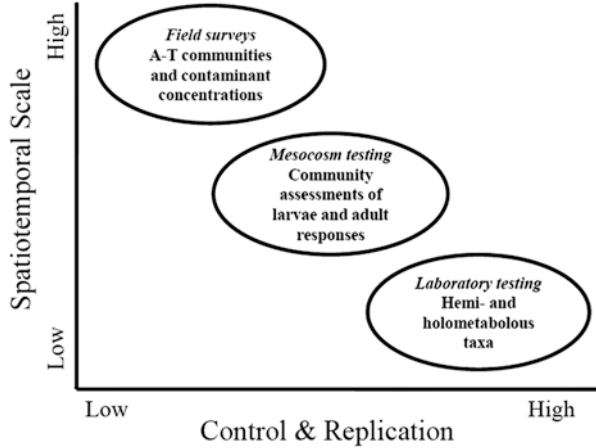 High
Field surveys
A-T communities
and contaminant
concentrations
Spatiotemporal Scale
Mesocosm testing
Community
assessments of
larvae and adult
responses
Laboratory testing
Hemi- and
holometabolous
taxa
Low
Low
High
Control & Replication